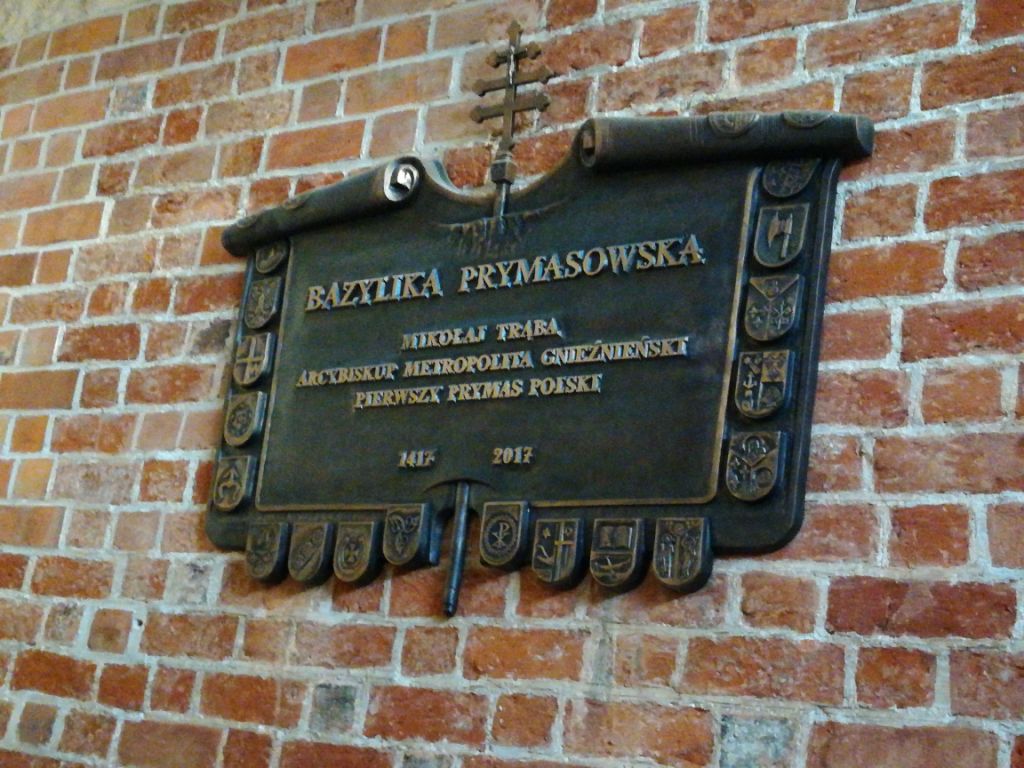 BAZYLIKA PRYMASOWSKA
MIKOŁAJ TRĄBA
ARCYBISKUP METROPOLITA GNIEŹNIEŃSKI
PIERWSZY PRYMAS POLSKI
1417 2017